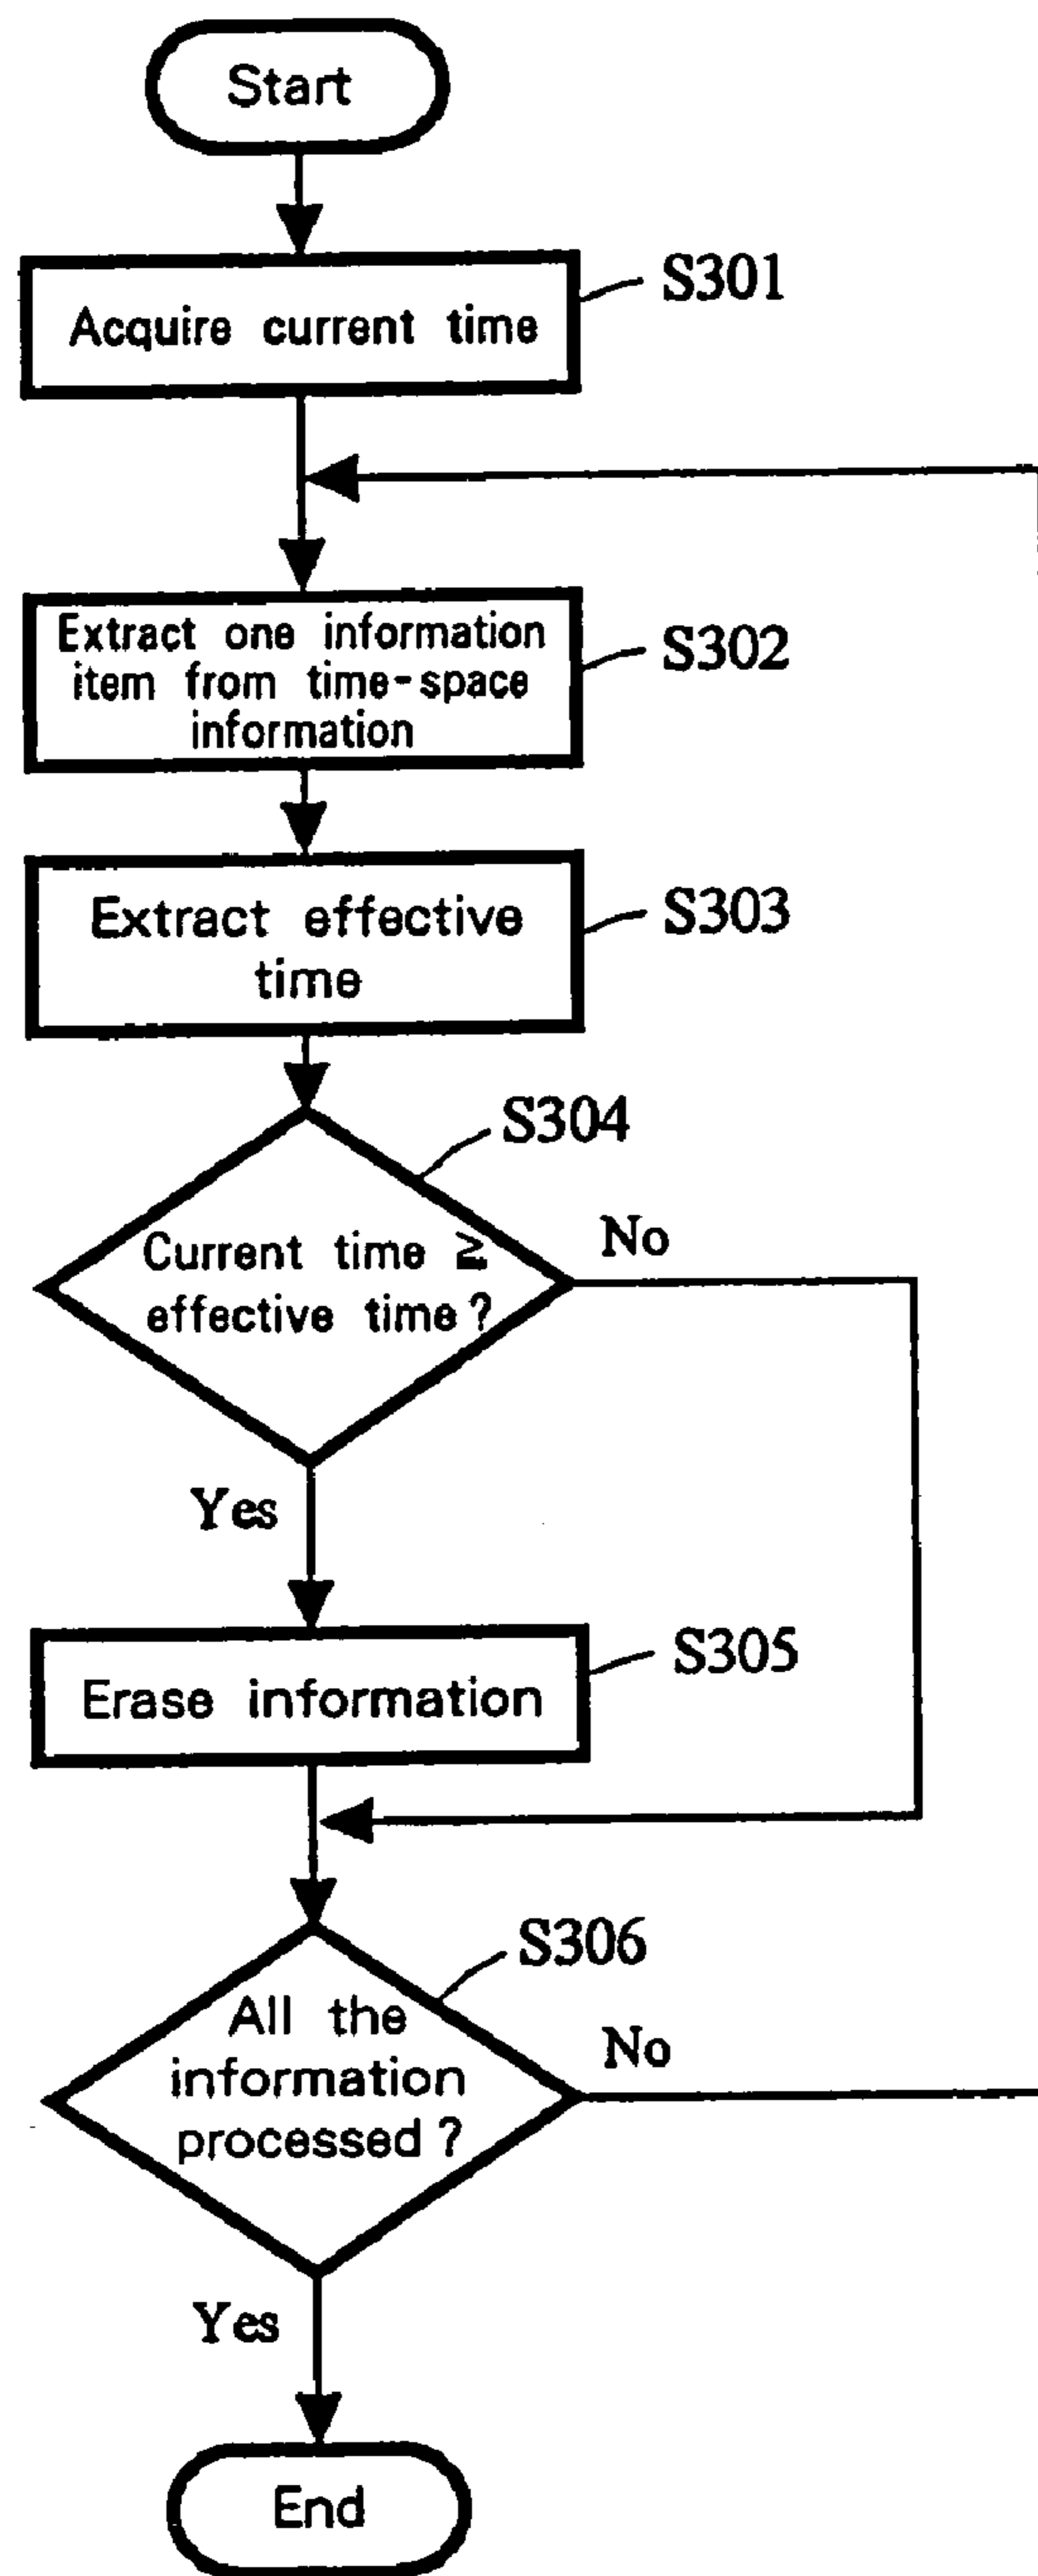 Start
Acquire current time
S301
Extract one information
item from time-space
information
S302
Extract effective
time
S303
S304
Current time ≧
effective time?
No
Yes
Erase information
S305
S306
All the
information
processed?
No
Yes
End